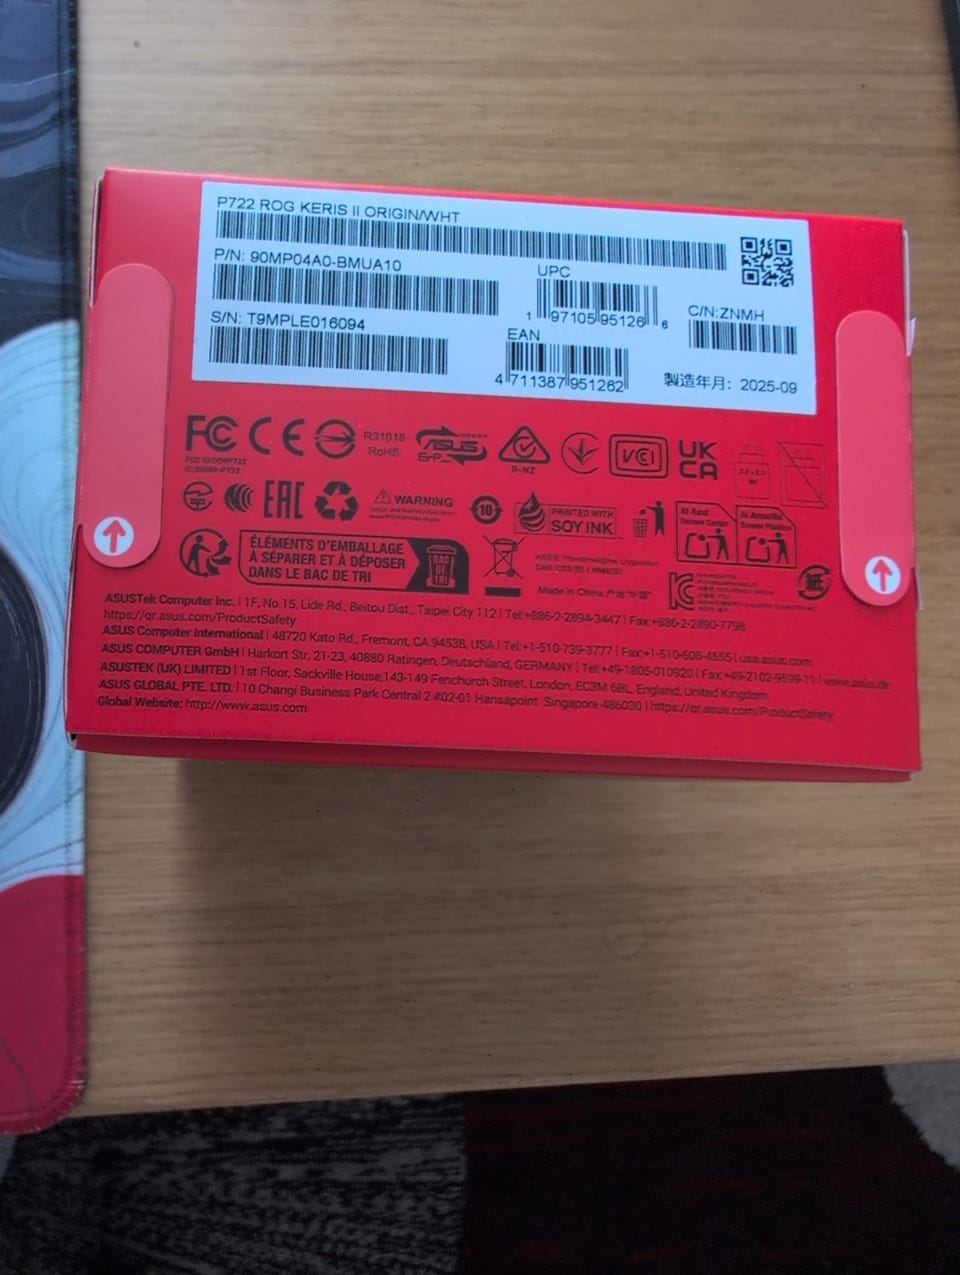 P722 ROG KERIS II ORIGIN/WHT
P/N: 90MP04A0-BMUA10
UPC
1 97105 95126 6
C/N:ZNMH
S/N: T9MPLE016094
EAN
4 711387 951262
製造年月：2025-09
FC CE R31018
RoHS
ASUS
R-NZ
VCCI
UK
CA
EAC
WARNING
10
PRINTED WITH
SOY INK
ÉLÉMENTS D'EMBALLAGE
À SÉPARER ET À DÉPOSER
DANS LE BAC DE TRI
BAC
DE
TRI
Made in China
紙
ASUSTek Computer Inc. | 1F, No 15, Lide Rd., Beitou Dist., Taipei City 112 | Tel:+886-2-2894-3447 | Fax:+886-2-2890-7798
https://qr.asus.com/ProductSafety
ASUS Computer International | 48720 Kato Rd., Fremont, CA.94538, USA | Tel:+1-510-739-3777 | Fax:+1-510-608-4555 | usa.asus.com
ASUS COMPUTER GmbH | Harkort Str. 21-23, 40880 Ratingen, Deutschland, GERMANY | Tel:+49-1805-010920 | Fax:+49-2102-9599-11 | www.asus.de
ASUSTEK (UK) LIMITED | 1st Floor, Sackville House,143-149 Fenchurch Street, London, EC3M 6BL, England, United Kingdom
ASUS GLOBAL PTE. LTD. | 10 Changi Business Park Central 2 #02-01 Hansapoint Singapore 486030 | https://qr.asus.com/ProductSafety
Global Website: http://www.asus.com